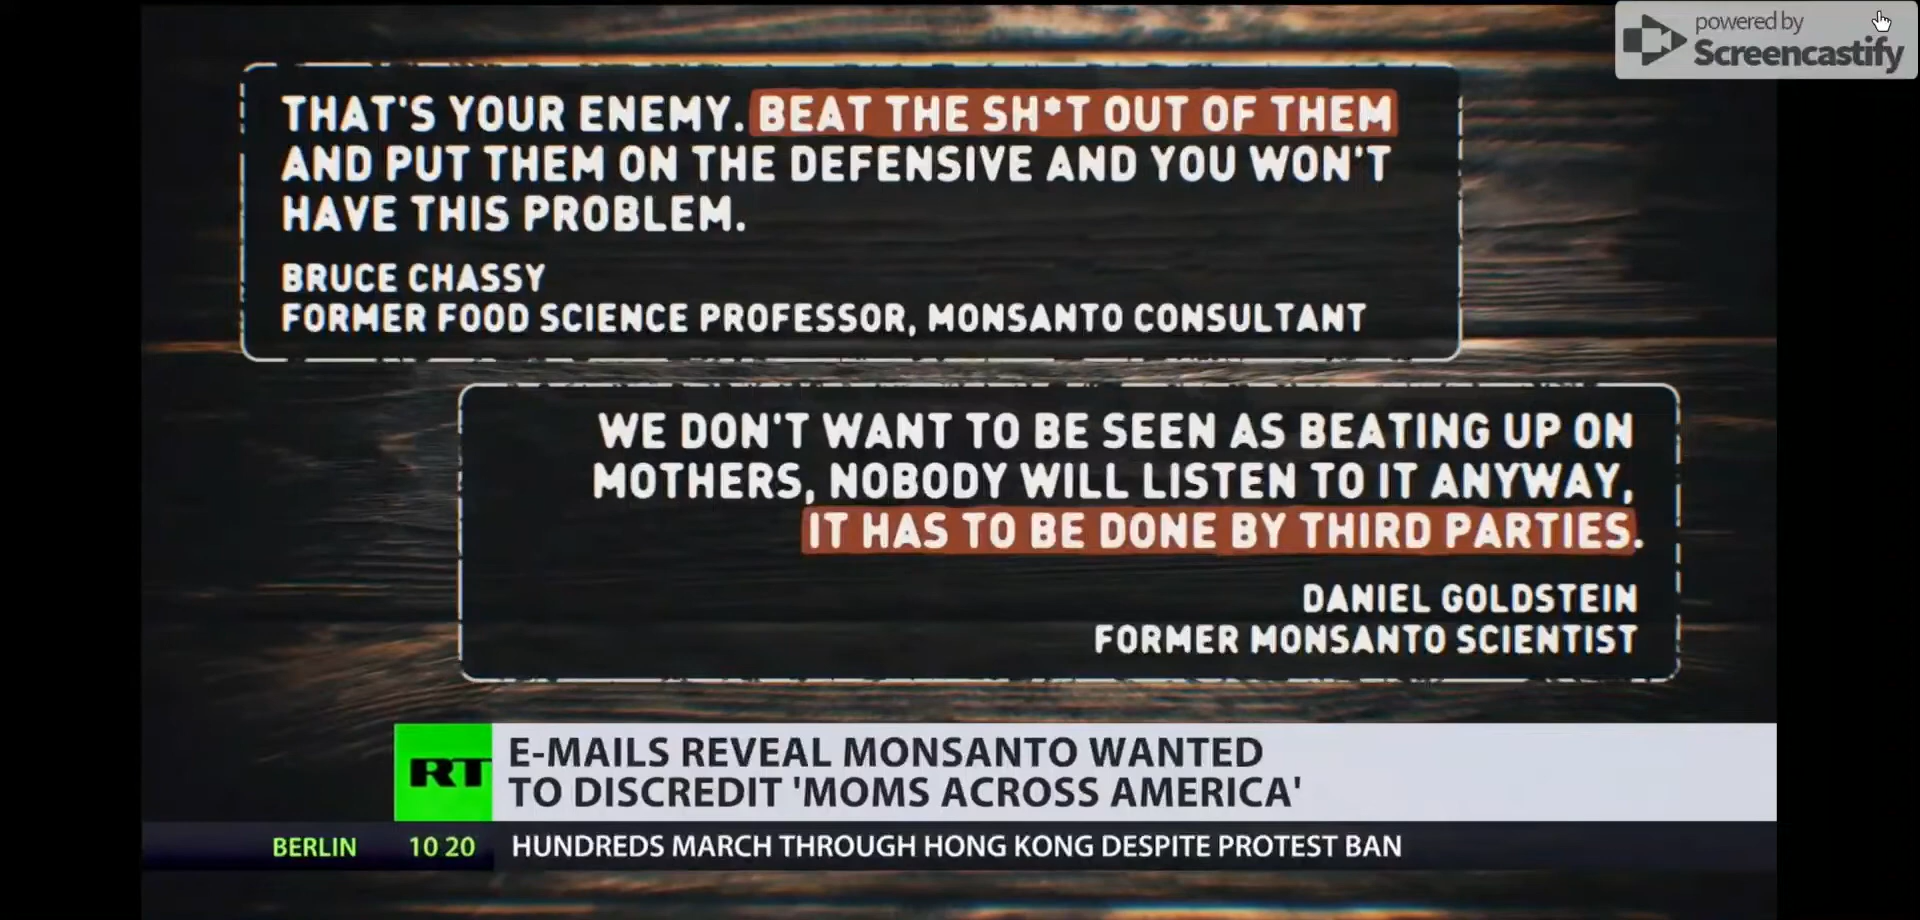 powered by
Screencastify
THAT'S YOUR ENEMY. BEAT THE SH*T OUT OF THEM
AND PUT THEM ON THE DEFENSIVE AND YOU WON'T
HAVE THIS PROBLEM.
BRUCE CHASSY
FORMER FOOD SCIENCE PROFESSOR, MONSANTO CONSULTANT
WE DON'T WANT TO BE SEEN AS BEATING UP ON
MOTHERS, NOBODY WILL LISTEN TO IT ANYWAY,
IT HAS TO BE DONE BY THIRD PARTIES.
DANIEL GOLDSTEIN
FORMER MONSANTO SCIENTIST
RT
E-MAILS REVEAL MONSANTO WANTED
TO DISCREDIT 'MOMS ACROSS AMERICA'
BERLIN 10 20 HUNDREDS MARCH THROUGH HONG KONG DESPITE PROTEST BAN